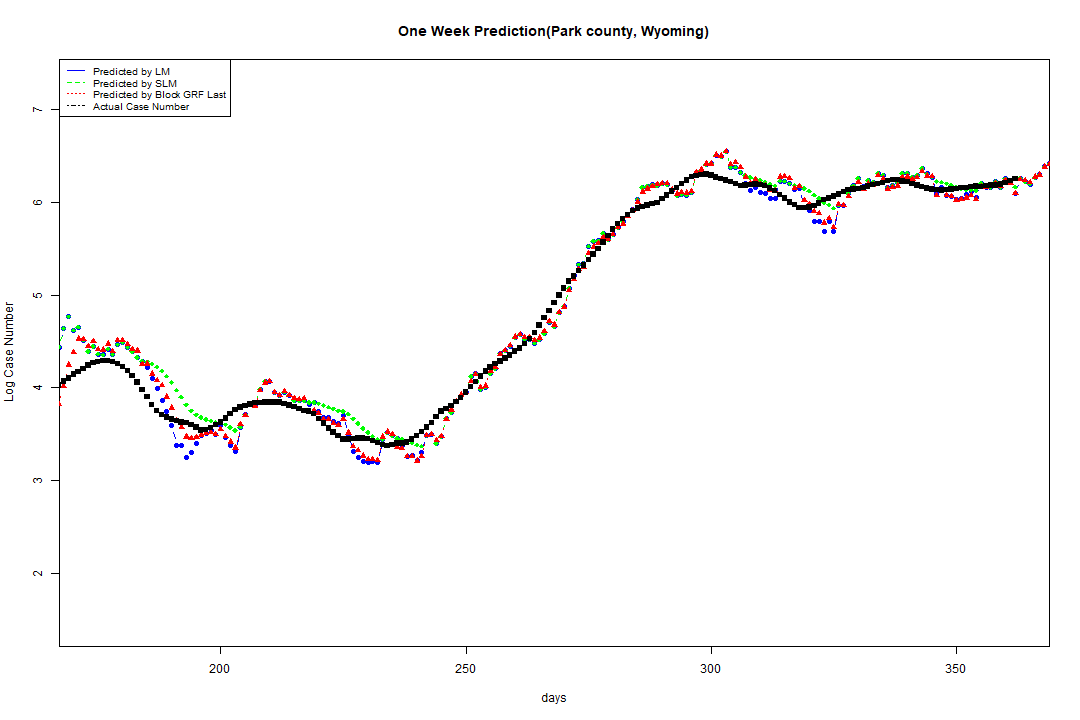 One Week Prediction(Park county, Wyoming)
Predicted by LM
Predicted by SLM
Predicted by Block GRF Last
Actual Case Number
7
6
5
4
3
2
Log Case Number
200 250 300 350
days